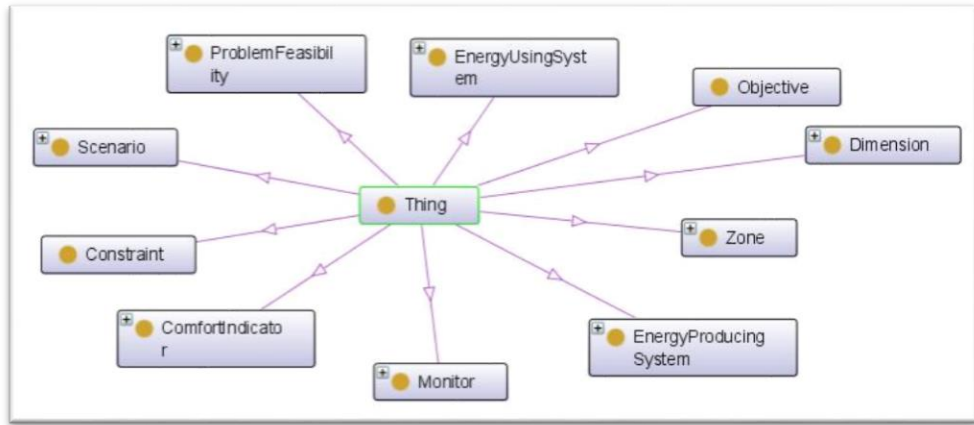 ProblemFeasibil
ity
EnergyUsingSyst
em
Objective
Scenario
Dimension
Thing
Zone
Constraint
ComfortIndicato
r
EnergyProducing
System
Monitor